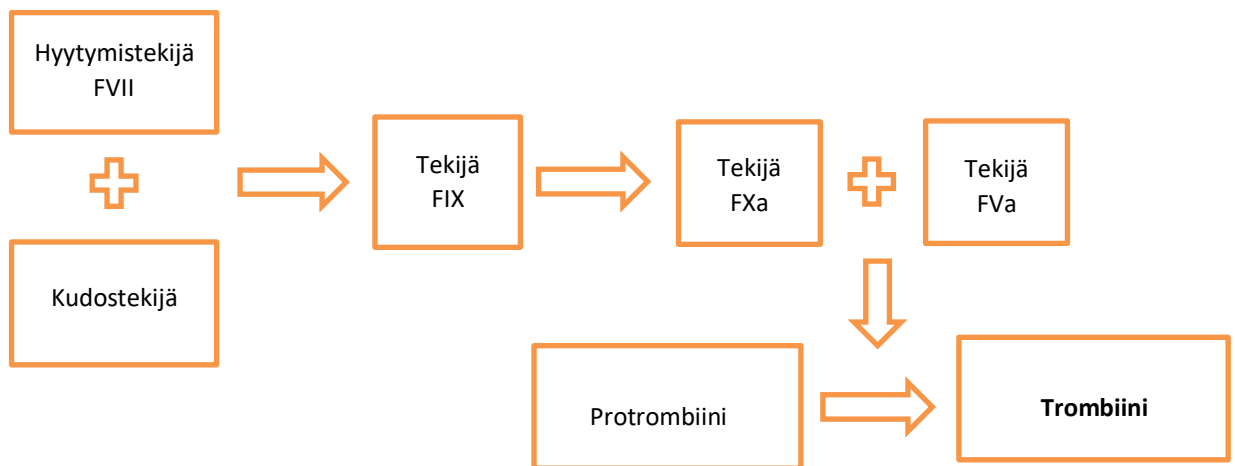 Hyytymistekijä
FVII
Kudostekijä
Tekijä
FIX
Tekijä
FXa
Tekijä
FVa
Protrombiini
Trombiini